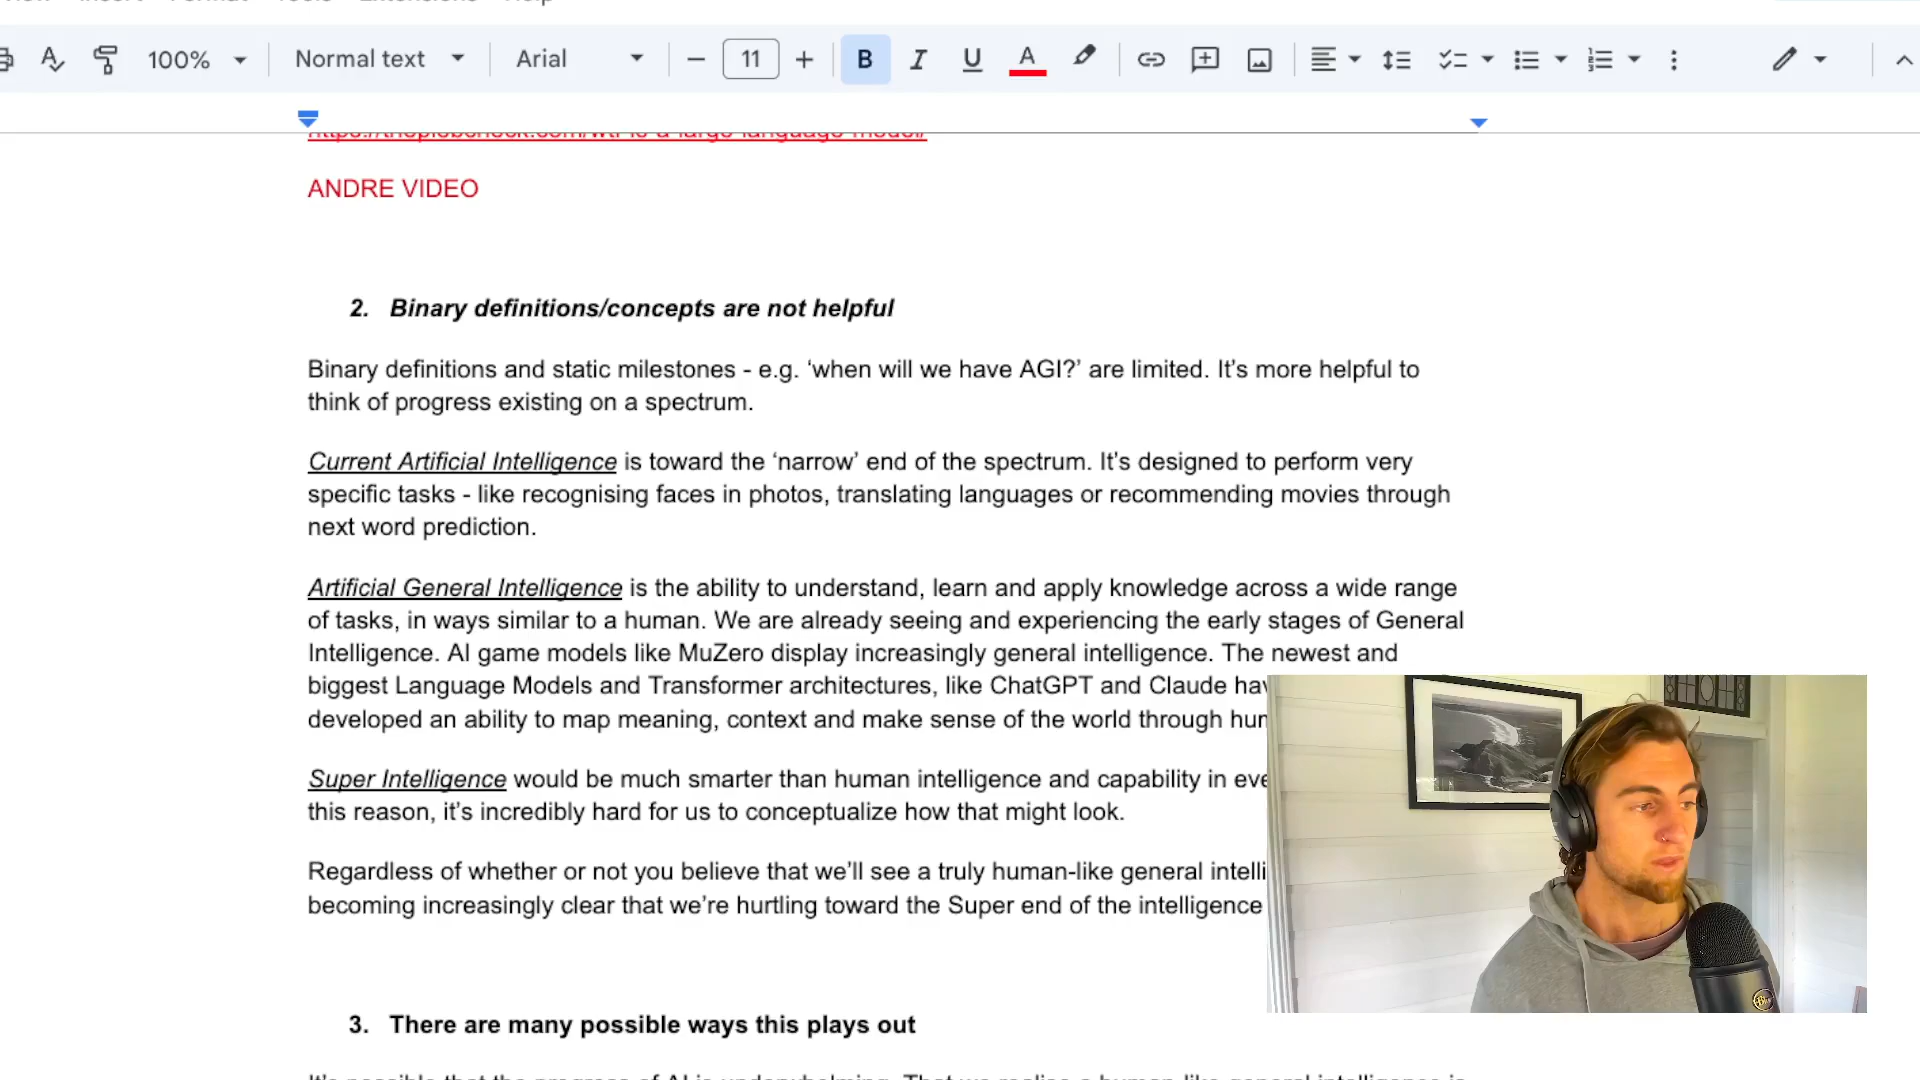 100% Normal text Arial 11 B I U A
ANDRE VIDEO
2. Binary definitions/concepts are not helpful
Binary definitions and static milestones - e.g. ‘when will we have AGI?’ are limited. It’s more helpful to
think of progress existing on a spectrum.
Current Artificial Intelligence is toward the ‘narrow’ end of the spectrum. It’s designed to perform very
specific tasks - like recognising faces in photos, translating languages or recommending movies through
next word prediction.
Artificial General Intelligence is the ability to understand, learn and apply knowledge across a wide range
of tasks, in ways similar to a human. We are already seeing and experiencing the early stages of General
Intelligence. AI game models like MuZero display increasingly general intelligence. The newest and
biggest Language Models and Transformer architectures, like ChatGPT and Claude hav
developed an ability to map meaning, context and make sense of the world through hun
Super Intelligence would be much smarter than human intelligence and capability in eve
this reason, it’s incredibly hard for us to conceptualize how that might look.
Regardless of whether or not you believe that we’ll see a truly human-like general intelli
becoming increasingly clear that we’re hurtling toward the Super end of the intelligence
3. There are many possible ways this plays out